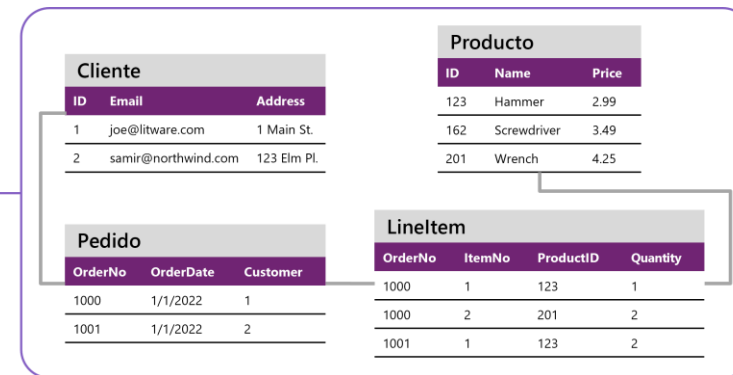 Cliente
ID Email Address
1 joe@litware.com 1 Main St.
2 samir@northwind.com 123 Elm Pl.
Producto
ID Name Price
123 Hammer 2.99
162 Screwdriver 3.49
201 Wrench 4.25
Pedido
OrderNo OrderDate Customer
1000 1/1/2022 1
1001 1/1/2022 2
LineItem
OrderNo ItemNo ProductID Quantity
1000 1 123 1
1000 2 201 2
1001 1 123 2